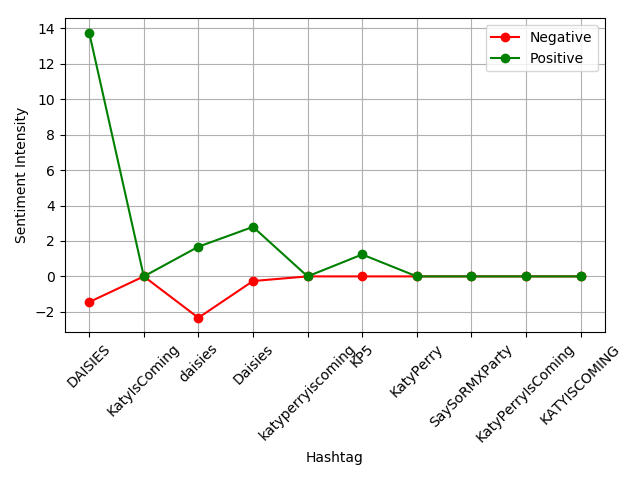 Negative
Positive
14
12
10
8
6
4
2
0
−2
Sentiment Intensity
DAISIES
KatyIsComing
daisies
Daisies
katyperryiscoming
KP5
KatyPerry
SaySoRMXParty
KatyPerryIsComing
KATYISCOMING
Hashtag